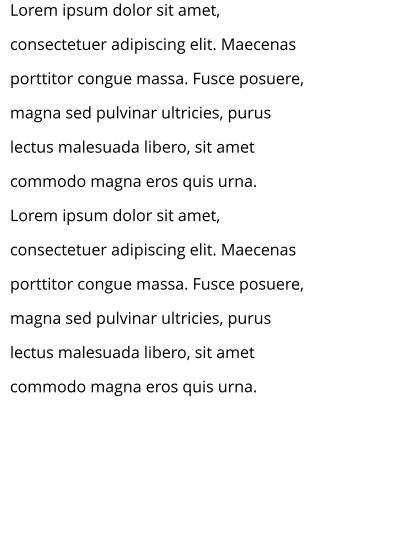 Lorem ipsum dolor sit amet,
consectetuer adipiscing elit. Maecenas
porttitor congue massa. Fusce posuere,
magna sed pulvinar ultricies, purus
lectus malesuada libero, sit amet
commodo magna eros quis urna.
Lorem ipsum dolor sit amet,
consectetuer adipiscing elit. Maecenas
porttitor congue massa. Fusce posuere,
magna sed pulvinar ultricies, purus
lectus malesuada libero, sit amet
commodo magna eros quis urna.